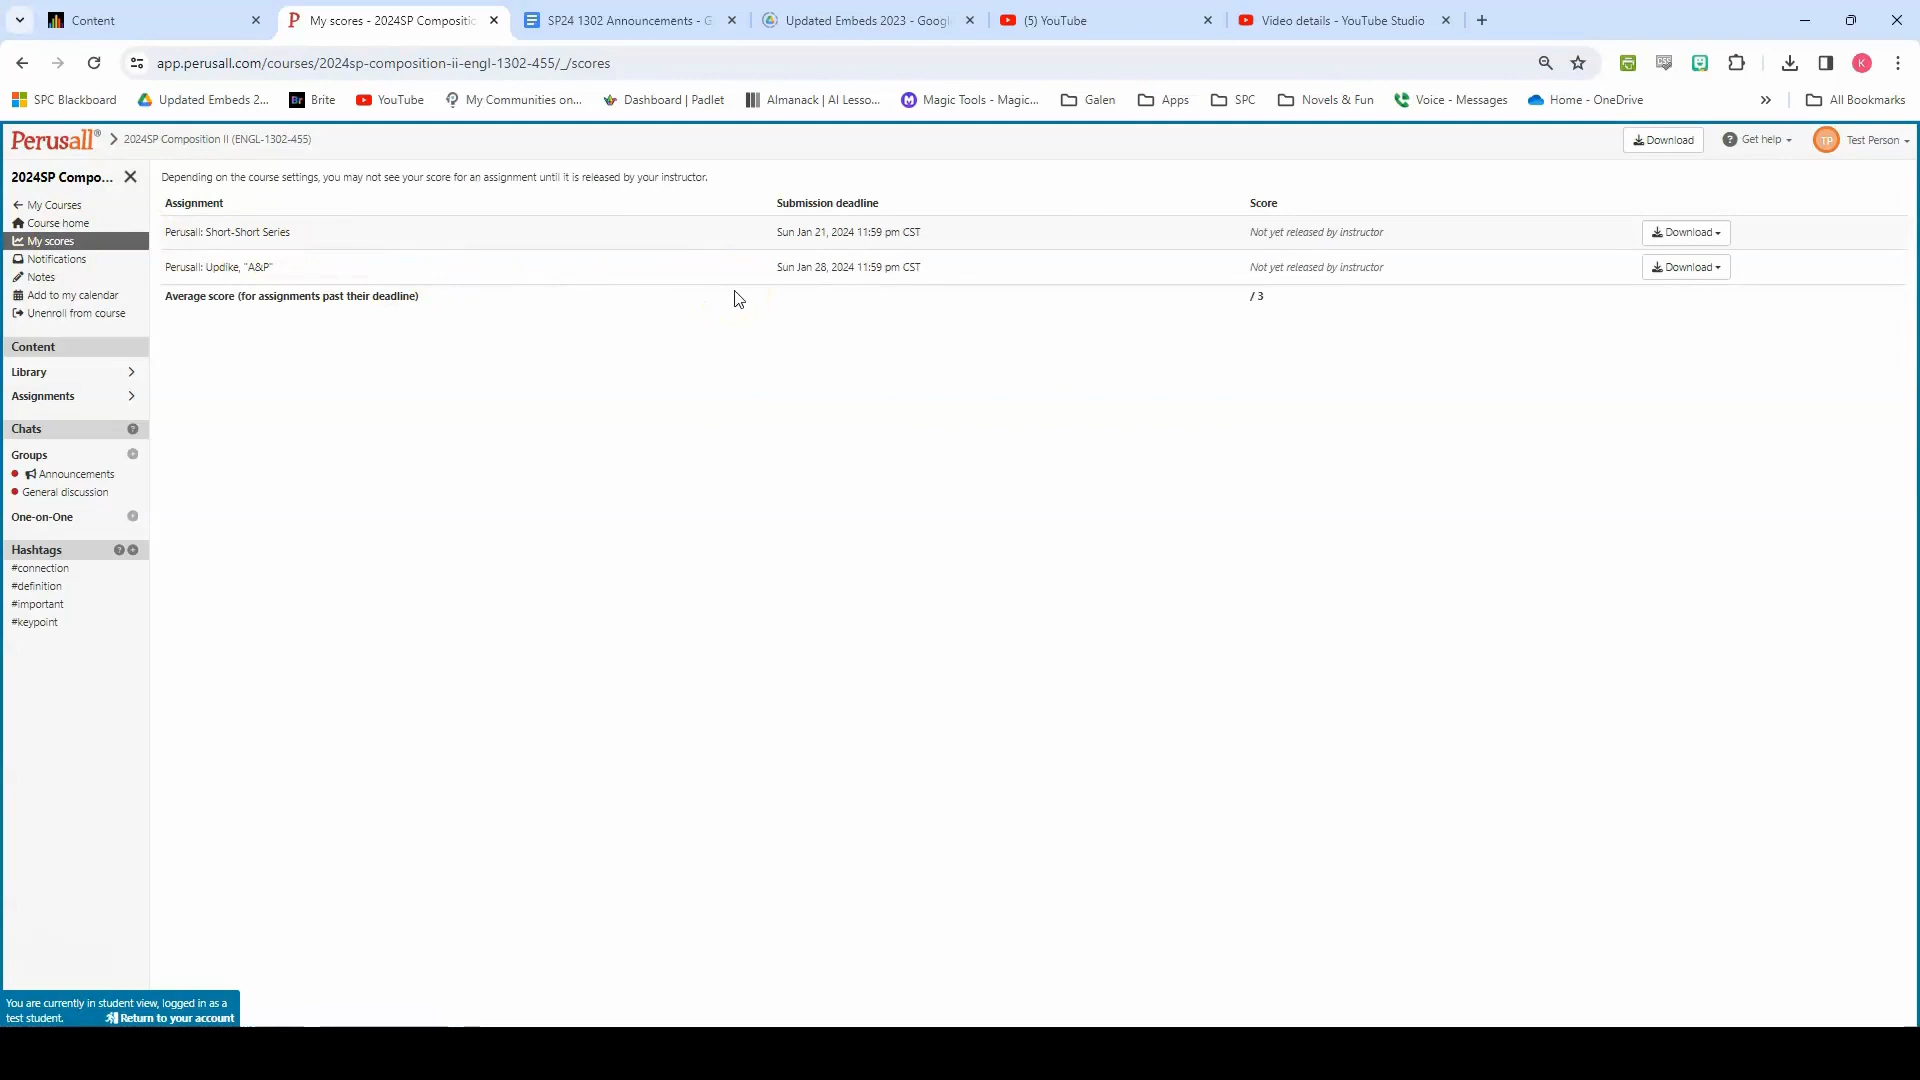 Content
My scores - 2024SP Compositic
SP24 1302 Announcements - G
Updated Embeds 2023 - Googl
(5) YouTube
Video details - YouTube Studio
app.perusall.com/courses/2024sp-composition-ii-engl-1302-455/_/scores
K
SPC Blackboard
Updated Embeds 2...
Br Brite
YouTube
My Communities on...
Dashboard | Padlet
Almanack | AI Lesso...
Magic Tools - Magic...
Galen
Apps
SPC
Novels & Fun
Voice - Messages
Home - OneDrive
All Bookmarks
Perusall® 2024SP Composition II (ENGL-1302-455)
Download
Get help
TP Test Person
2024SP Compo...
My Courses
Course home
My scores
Notifications
Notes
Add to my calendar
Unenroll from course
Content
Library
Assignments
Chats
Groups
Announcements
General discussion
One-on-One
Hashtags
#connection
#definition
#important
#keypoint
You are currently in student view, logged in as a
test student. Return to your account
Depending on the course settings, you may not see your score for an assignment until it is released by your instructor.
Assignment Submission deadline Score
Perusall: Short-Short Series Sun Jan 21, 2024 11:59 pm CST Not yet released by instructor Download
Perusall: Updike, "A&P" Sun Jan 28, 2024 11:59 pm CST Not yet released by instructor Download
Average score (for assignments past their deadline) / 3